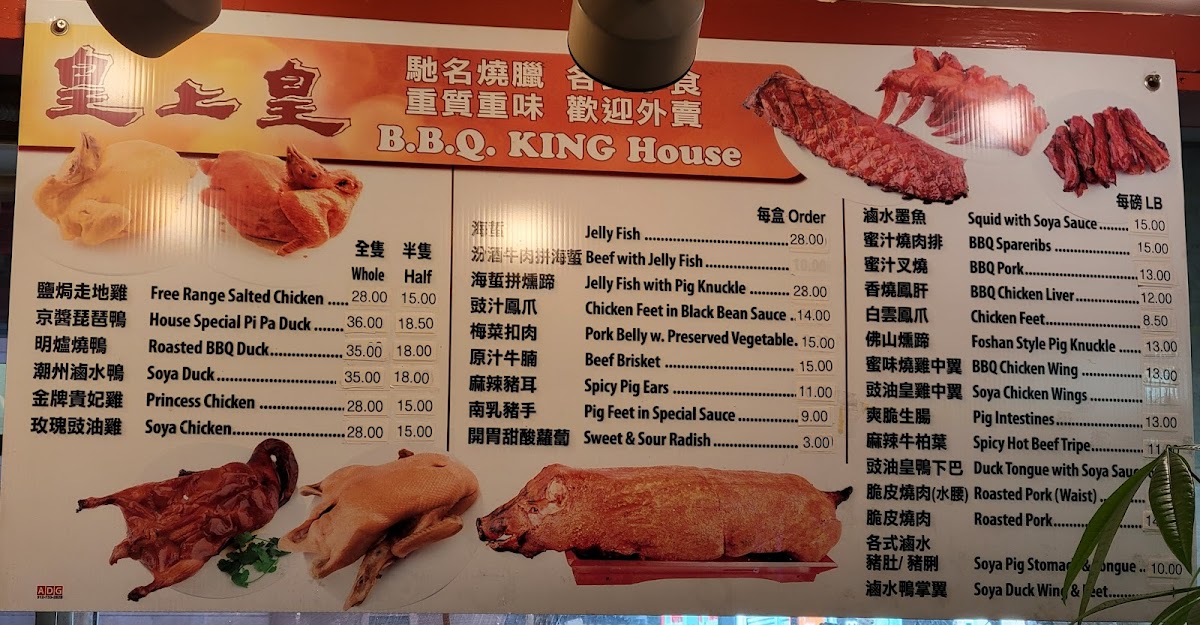 皇上皇
馳名燒臘 各 食
重質重味 歡迎外賣
B.B.Q. KING House
全隻 半隻
Whole Half
鹽焗走地雞 Free Range Salted Chicken ...... 28.00 15.00
京醬琵琶鴨 House Special Pi Pa Duck ....... 36.00 18.50
明爐燒鴨 Roasted BBQ Duck................ 35.00 18.00
潮州滷水鴨 Soya Duck ............................ 35.00 18.00
金牌貴妃雞 Princess Chicken .................. 28.00 15.00
玫瑰豉油雞 Soya Chicken........................ 28.00 15.00
每盒 Order
海蜇 Jelly Fish ............................... 28.00
汾酒牛肉拼海蜇 Beef with Jelly Fish..................
海蜇拼燻蹄 Jelly Fish with Pig Knuckle ......... 28.00
豉汁鳳爪 Chicken Feet in Black Bean Sauce ..14.00
梅菜扣肉 Pork Belly w. Preserved Vegetable. 15.00
原汁牛腩 Beef Brisket ............................ 15.00
麻辣豬耳 Spicy Pig Ears .......................... 11.00
南乳豬手 Pig Feet in Special Sauce ............ 9.00
開胃甜酸蘿蔔 Sweet & Sour Radish ................ 3.00
每磅 LB
滷水墨魚 Squid with Soya Sauce ....... 15.00
蜜汁燒肉排 BBQ Spareribs .................. 15.00
蜜汁叉燒 BBQ Pork........................ 13.00
香燒鳳肝 BBQ Chicken Liver............. 12.00
白雲鳳爪 Chicken Feet.................... 8.50
佛山燻蹄 Foshan Style Pig Knuckle ..... 13.00
蜜味燒雞中翼 BBQ Chicken Wing ............. 13.00
豉油皇雞中翼 Soya Chicken Wings...........
爽脆生腸 Pig Intestines.................. 13.00
麻辣牛柏葉 Spicy Hot Beef Tripe...........
豉油皇鴨下巴 Duck Tongue with Soya
脆皮燒肉(水腰) Roasted Pork (Waist) .........
脆皮燒肉 Roasted Pork...................
各式滷水
豬肚/ 豬脷 Soya Pig Stomach & Tongue .. 10.00
滷水鴨掌翼 Soya Duck Wing & Feet..........
ADG